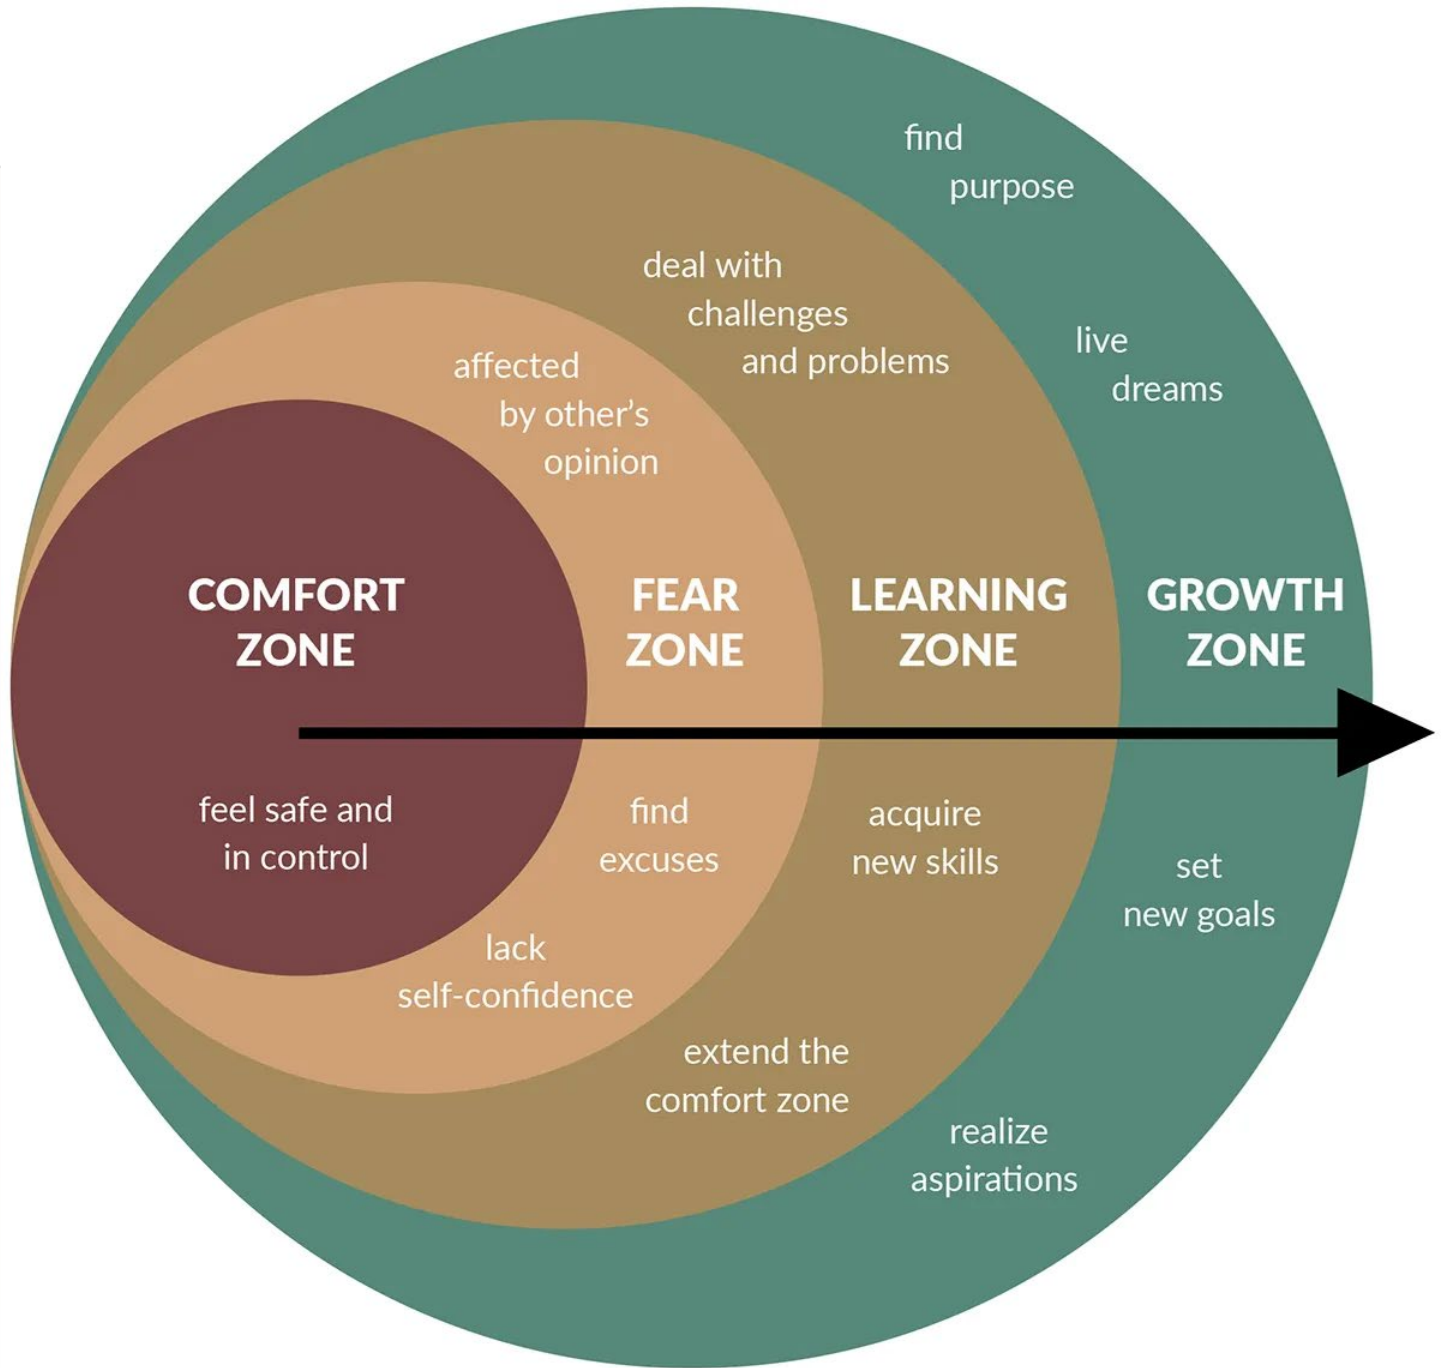 COMFORT
ZONE
feel safe and
in control
FEAR
ZONE
affected
by other’s
opinion
find
excuses
lack
self-confidence
LEARNING
ZONE
deal with
challenges
and problems
acquire
new skills
extend the
comfort zone
GROWTH
ZONE
find
purpose
live
dreams
set
new goals
realize
aspirations